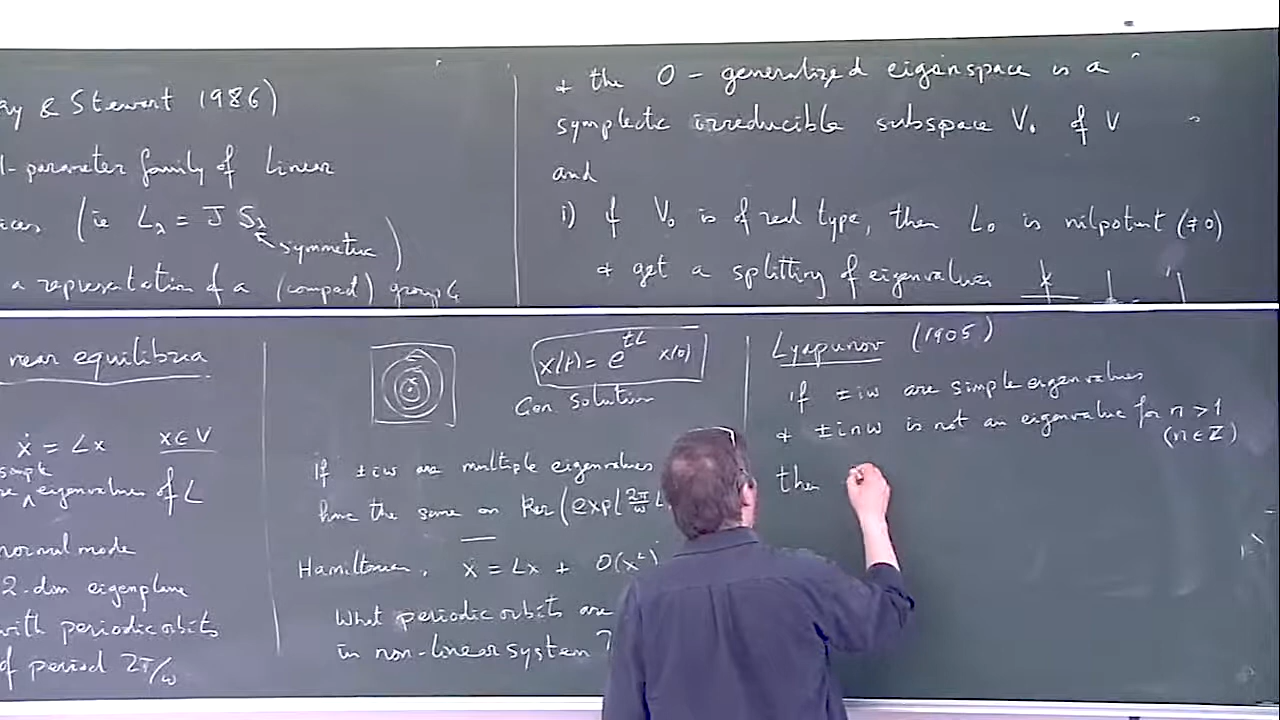 ay & Stewart 1986)
1-parameter family of linear
ices (ie L_λ = J S_λ
symmetric )
a representation of a (compact) group G
& the 0 - generalized eigenspace is a
symplectic irreducible subspace V₀ of V
and
i) if V₀ is of real type, then L₀ is nilpotent (≠0)
& get a splitting of eigenvalues
near equilibria
ẋ = Lx x∈V
simple
eigenvalues of L
normal mode
2-dim eigenplane
with periodic orbits
of period 2π/ω
x(t) = e^{tL} x(0)
Gen. Solution
If ±iω are multiple eigenvalues
have the same on Ker (exp(2π/ω L
Hamiltonian, ẋ = Lx + O(x²)
What periodic orbits are
in non-linear system ?
Lyapunov (1905)
If ±iω are simple eigenvalues
& ±inω is not an eigenvalue for n > 1
(n∈Z)
then